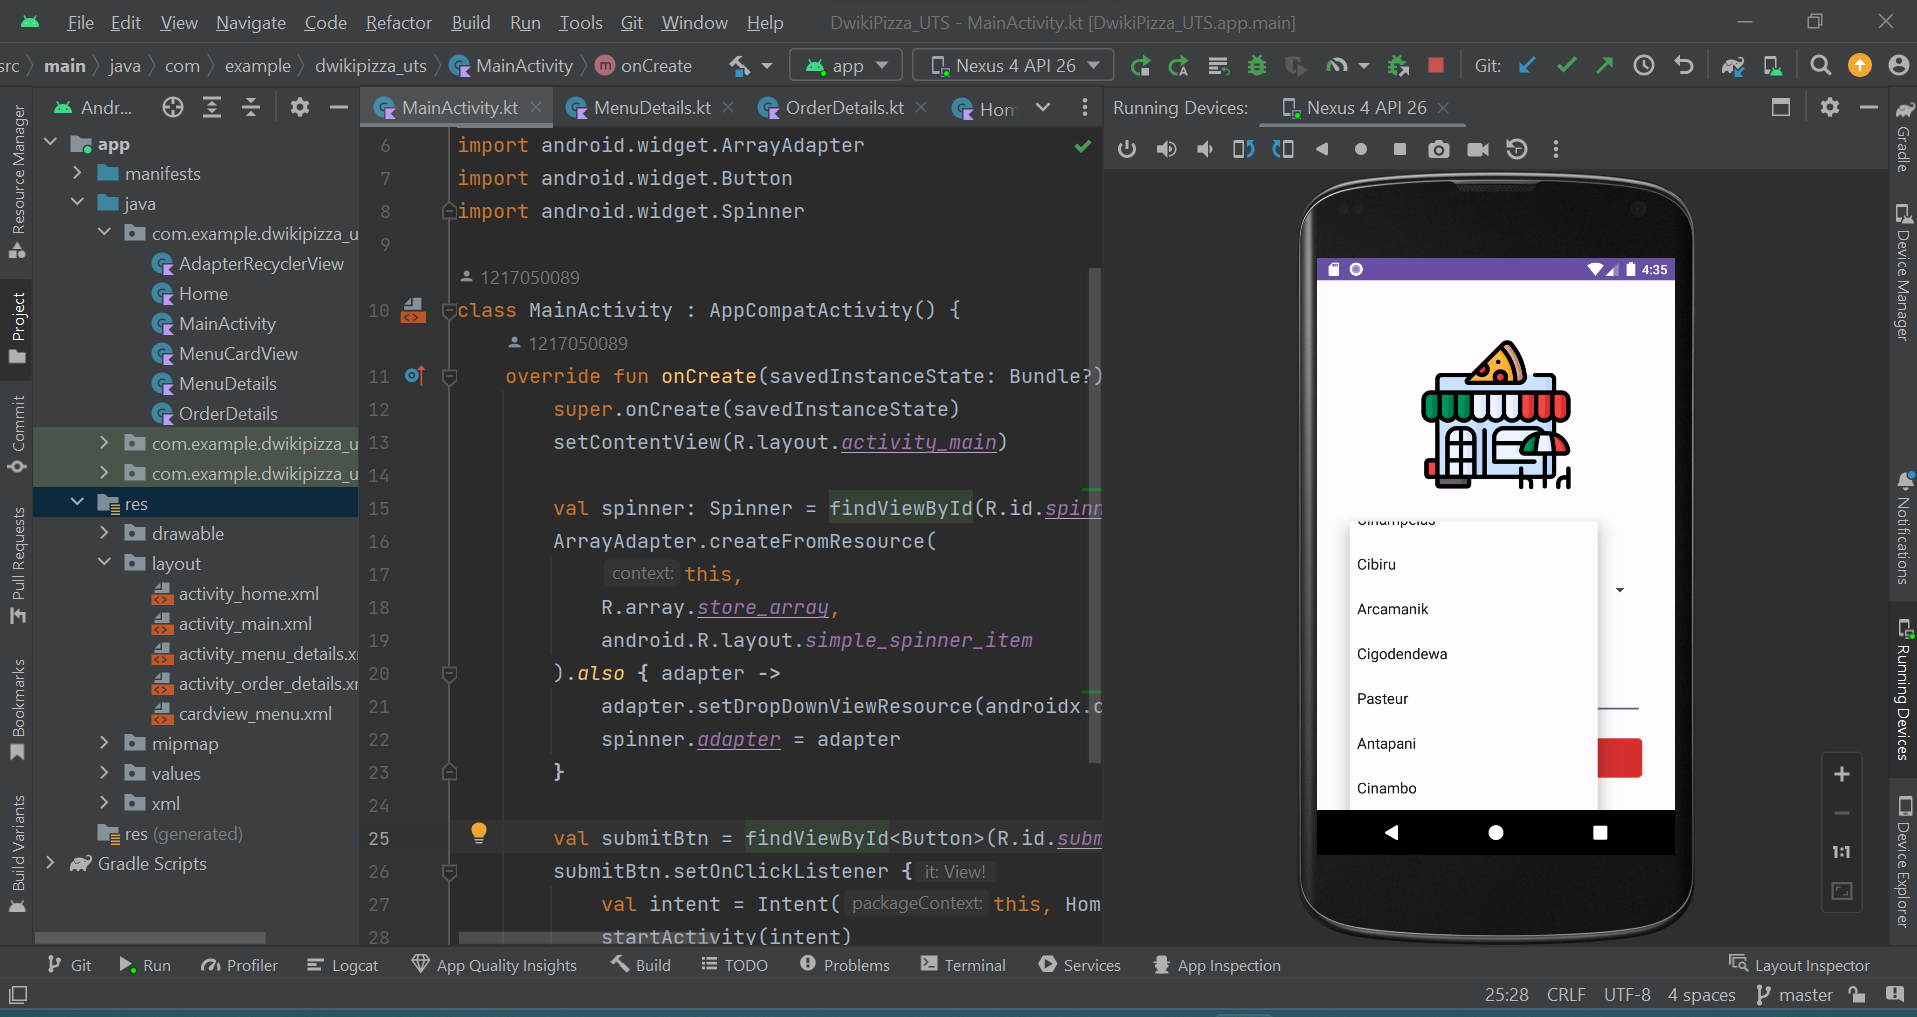 File Edit View Navigate Code Refactor Build Run Tools Git Window Help DwikiPizza_UTS - MainActivity.kt [DwikiPizza_UTS.app.main]
src main java com example dwikipizza_uts MainActivity onCreate app Nexus 4 API 26 Git:
Andr... MainActivity.kt MenuDetails.kt OrderDetails.kt Hom Running Devices: Nexus 4 API 26
Resource Manager
Project
Commit
Pull Requests
Bookmarks
Build Variants
app
manifests
java
com.example.dwikipizza_u
AdapterRecyclerView
Home
MainActivity
MenuCardView
MenuDetails
OrderDetails
com.example.dwikipizza_u
com.example.dwikipizza_u
res
drawable
layout
activity_home.xml
activity_main.xml
activity_menu_details.x
activity_order_details.xr
cardview_menu.xml
mipmap
values
xml
res (generated)
Gradle Scripts
6 import android.widget.ArrayAdapter
7 import android.widget.Button
8 import android.widget.Spinner
9
1217050089
10 class MainActivity : AppCompatActivity() {
1217050089
11 override fun onCreate(savedInstanceState: Bundle?)
12 super.onCreate(savedInstanceState)
13 setContentView(R.layout.activity_main)
14
15 val spinner: Spinner = findViewById(R.id.spinn
16 ArrayAdapter.createFromResource(
17 context: this,
18 R.array.store_array,
19 android.R.layout.simple_spinner_item
20 ).also { adapter ->
21 adapter.setDropDownViewResource(androidx.
22 spinner.adapter = adapter
23 }
24
25 val submitBtn = findViewById<Button>(R.id.subm
26 submitBtn.setOnClickListener { it: View!
27 val intent = Intent( packageContext: this, Hom
28 startActivity(intent)
4:35
Cibiru
Arcamanik
Cigodendewa
Pasteur
Antapani
Cinambo
1:1
Gradle
Device Manager
Notifications
Running Devices
Device Explorer
Git Run Profiler Logcat App Quality Insights Build TODO Problems Terminal Services App Inspection Layout Inspector
25:28 CRLF UTF-8 4 spaces master